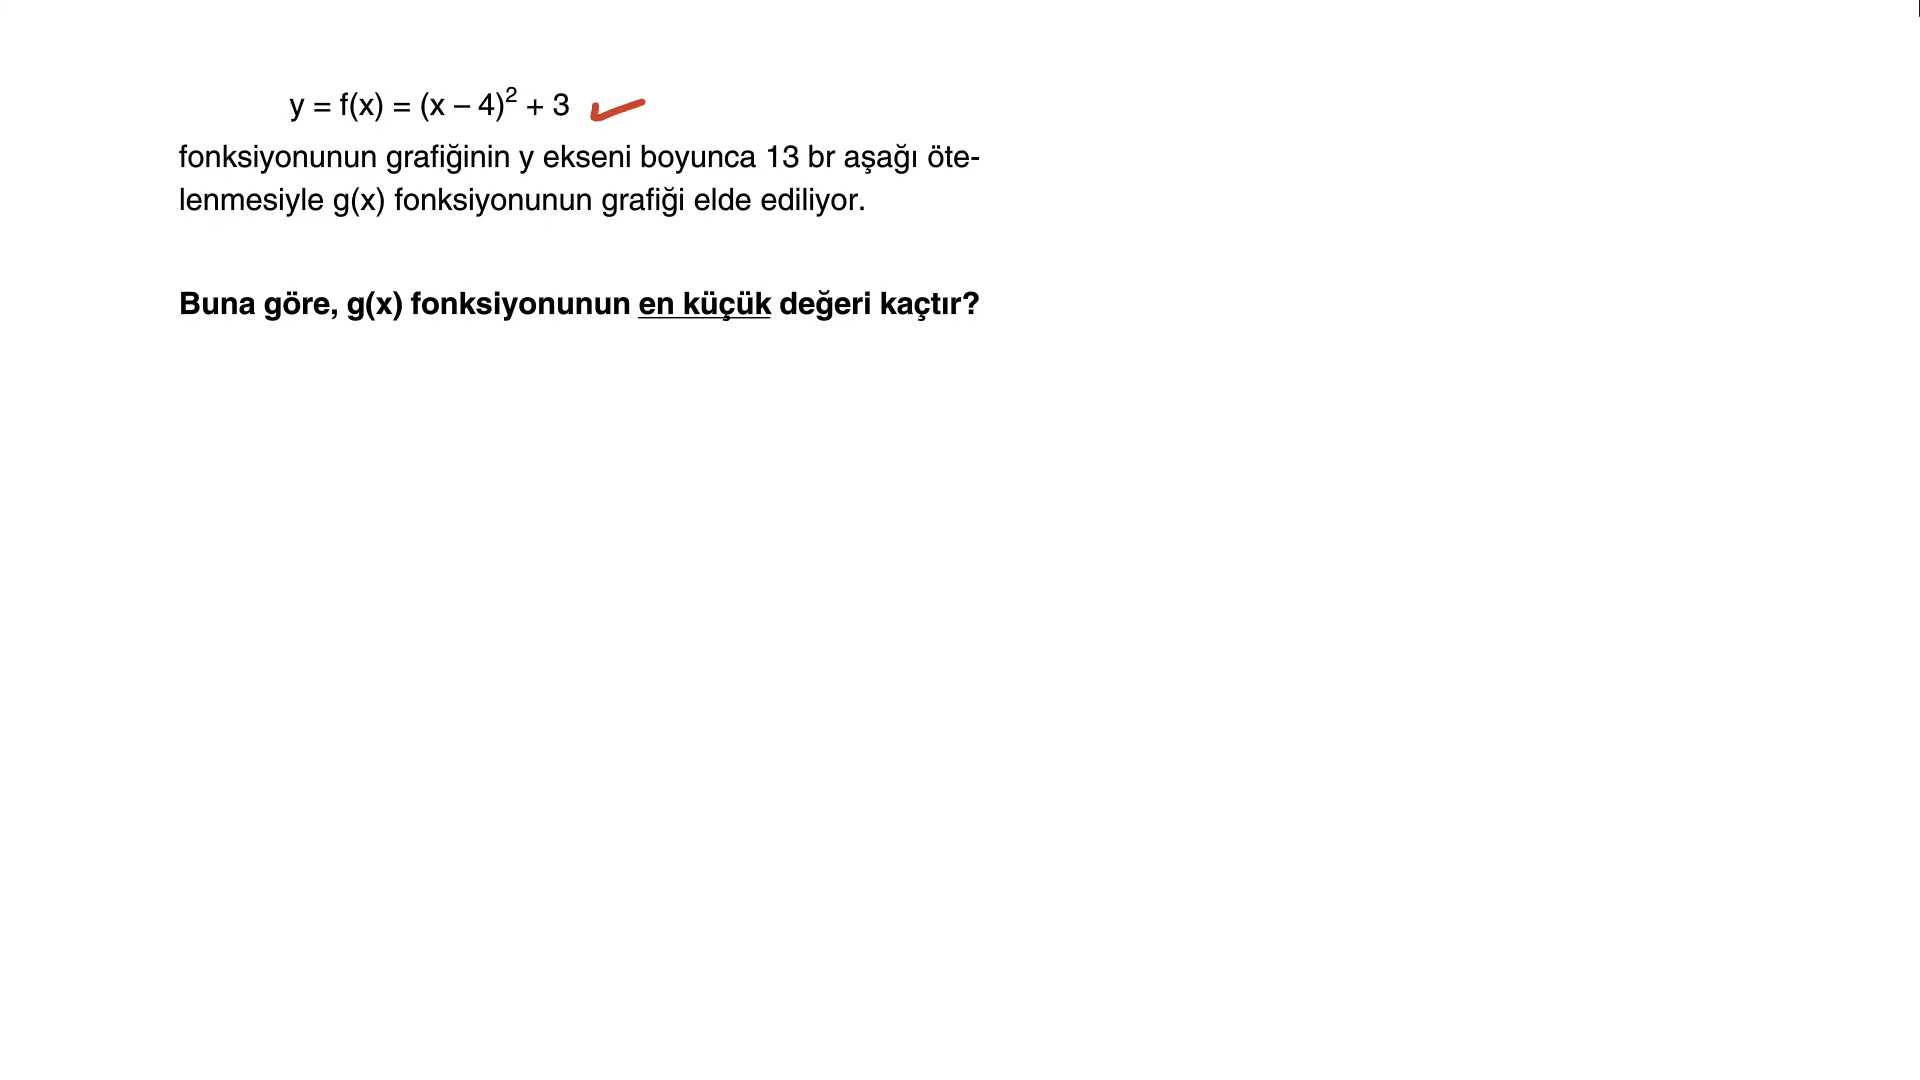 y = f(x) = (x – 4)² + 3
fonksiyonunun grafiğinin y ekseni boyunca 13 br aşağı öte-
lenmesiyle g(x) fonksiyonunun grafiği elde ediliyor.
Buna göre, g(x) fonksiyonunun en küçük değeri kaçtır?